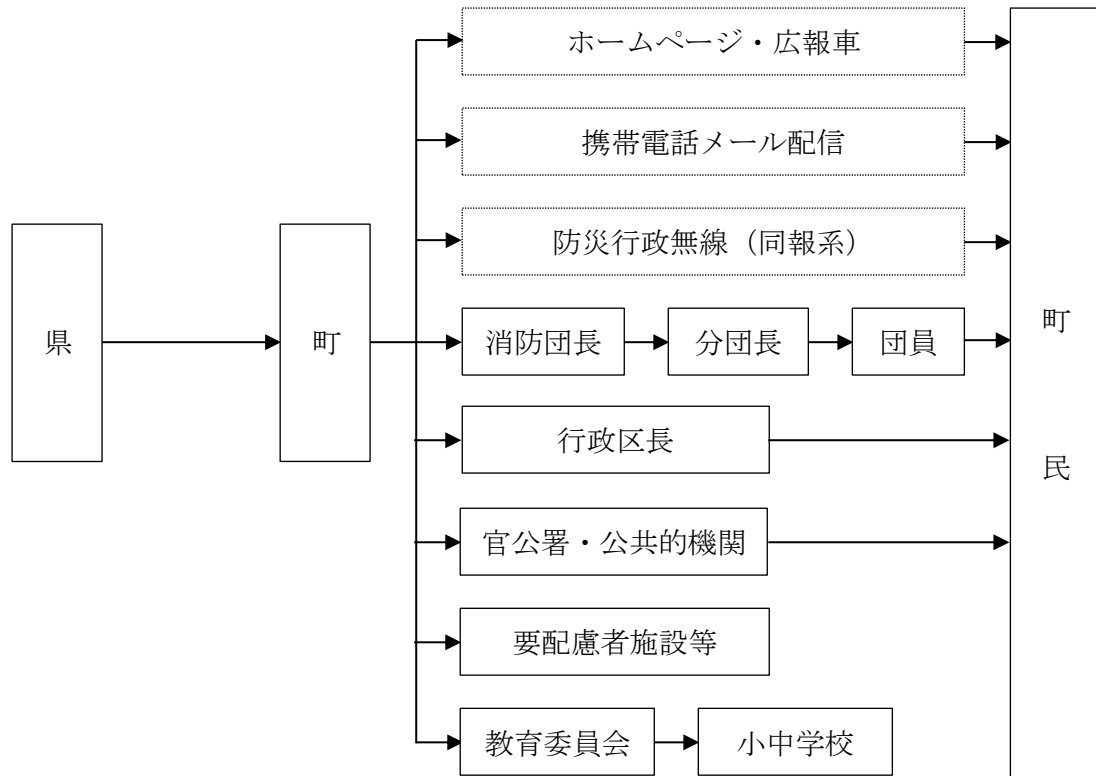 ホームページ・広報車
携帯電話メール配信
防災行政無線（同報系）
県
町
消防団長
分団長
団員
行政区長
官公署・公共的機関
要配慮者施設等
教育委員会
小中学校
町民